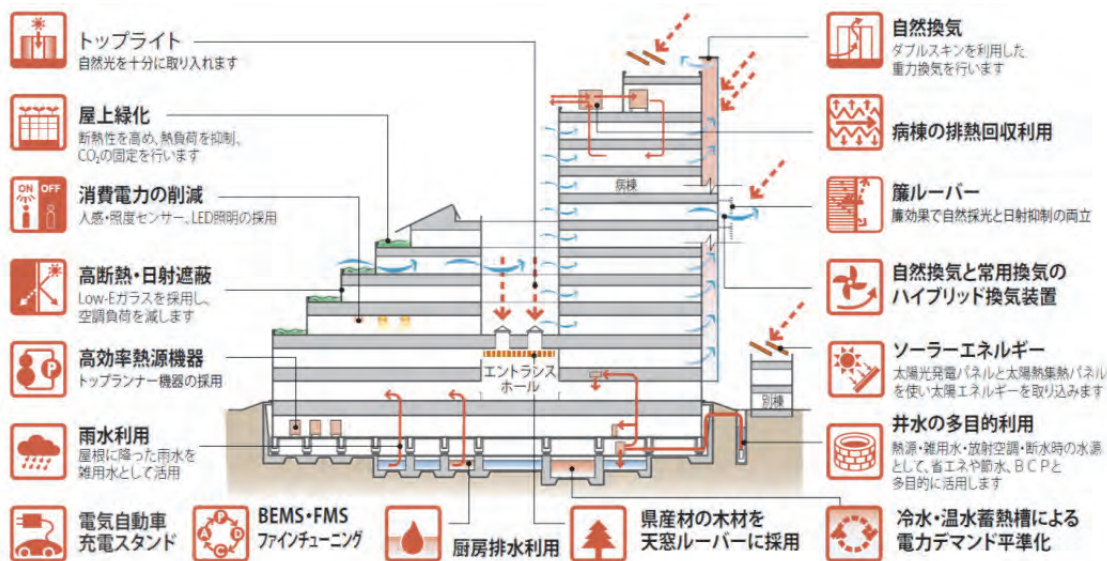 トップライト
自然光を十分に取り入れます
屋上緑化
断熱性を高め、熱負荷を抑制、
CO₂の固定を行います
ON OFF
消費電力の削減
人感・照度センサー、LED照明の採用
高断熱・日射遮蔽
Low-Eガラスを採用し、
空調負荷を減します
P
高効率熱源機器
トップランナー機器の採用
雨水利用
屋根に降った雨水を
雑用水として活用
電気自動車
充電スタンド
P
D
C
A
BEMS・FMS
ファインチューニング
厨房排水利用
県産材の木材を
天窓ルーバーに採用
病棟
エントランス
ホール
別棟
自然換気
ダブルスキンを利用した
重力換気を行います
病棟の排熱回収利用
簾ルーバー
簾効果で自然採光と日射抑制の両立
自然換気と常用換気の
ハイブリッド換気装置
ソーラーエネルギー
太陽光発電パネルと太陽熱集熱パネル
を使い太陽エネルギーを取り込みます
井水の多目的利用
熱源・雑用水・放射空調・断水時の水源
として、省エネや節水、BCPと
多目的に活用します
冷水・温水蓄熱槽による
電力デマンド平準化